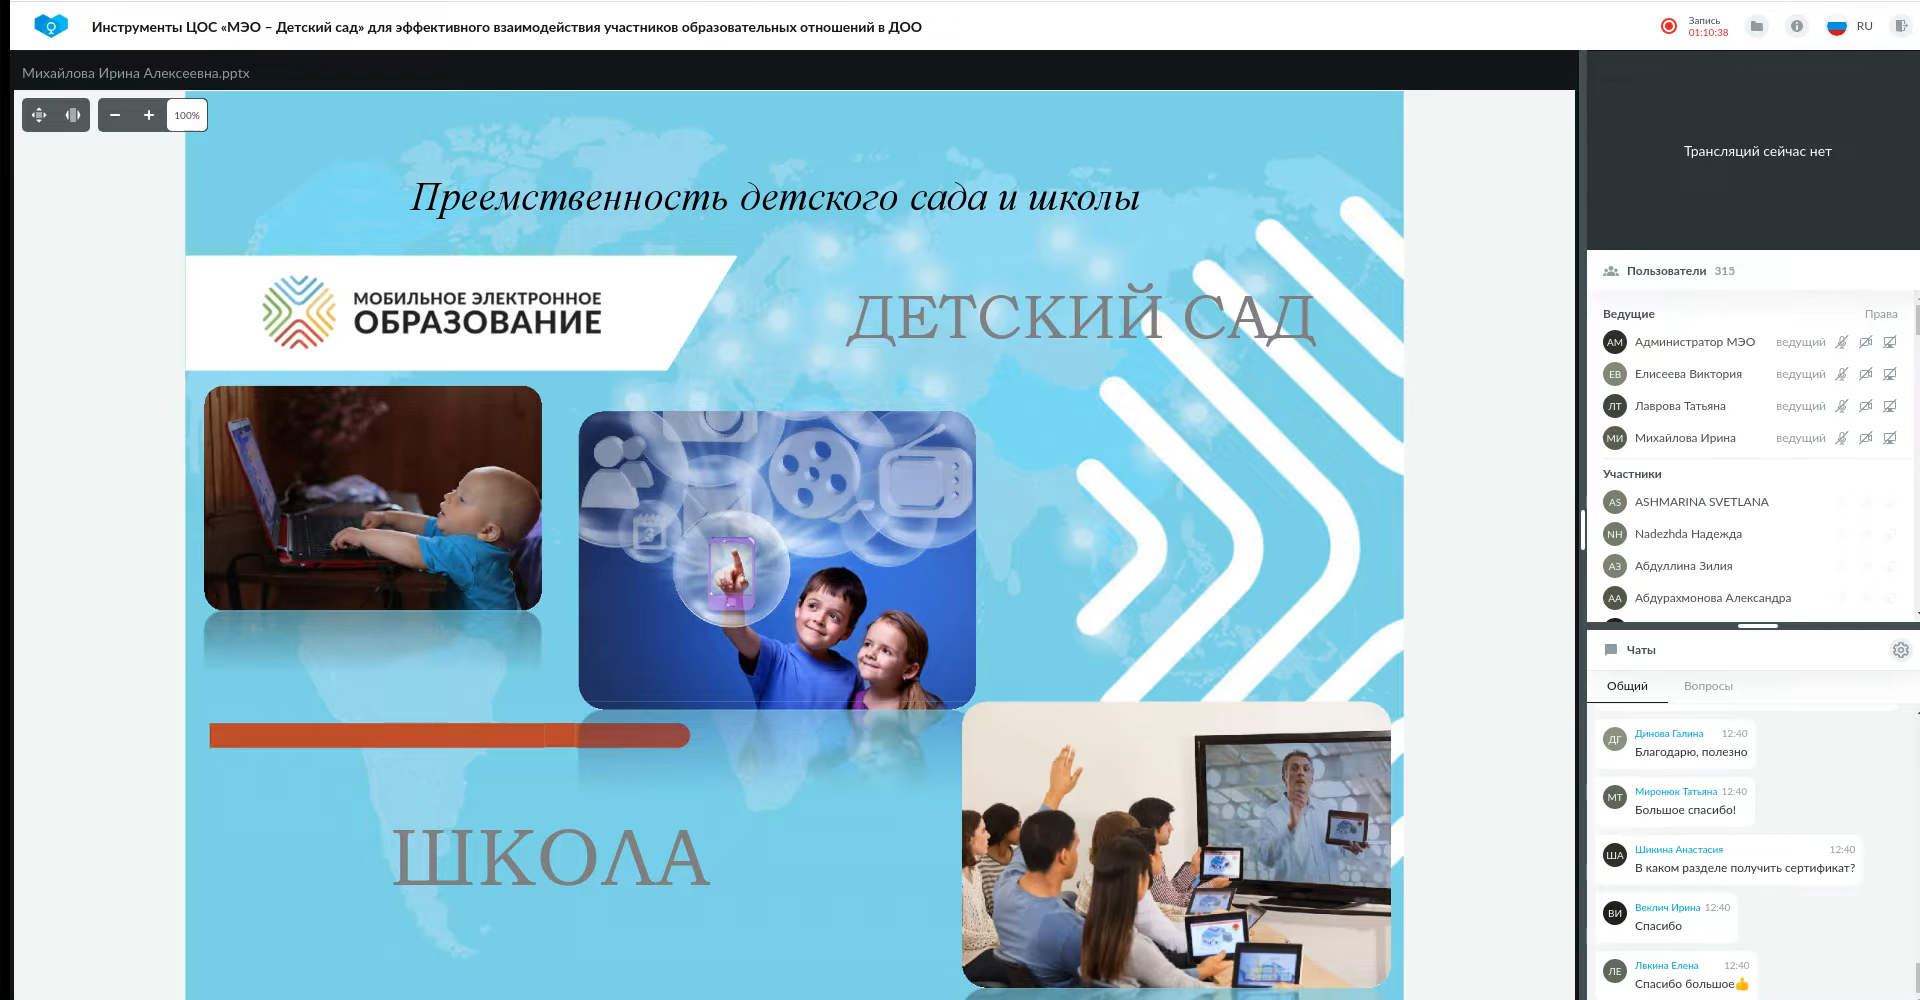 Инструменты ЦОС «МЭО – Детский сад» для эффективного взаимодействия участников образовательных отношений в ДОО
Запись
01:10:38
RU
Михайлова Ирина Алексеевна.pptx
100%
Преемственность детского сада и школы
МОБИЛЬНОЕ ЭЛЕКТРОННОЕ
ОБРАЗОВАНИЕ
ДЕТСКИЙ САД
3
ШКОЛА
Трансляций сейчас нет
Пользователи 315
Ведущие Права
АМ Администратор МЭО ведущий
ЕВ Елисеева Виктория ведущий
ЛТ Лаврова Татьяна ведущий
МИ Михайлова Ирина ведущий
Участники
AS ASHMARINA SVETLANA
NH Nadezhda Надежда
АЗ Абдуллина Зилия
АА Абдурахмонова Александра
Чаты
Общий Вопросы
ДГ Динова Галина 12:40
Благодарю, полезно
МТ Миронюк Татьяна 12:40
Большое спасибо!
ША Шикина Анастасия 12:40
В каком разделе получить сертификат?
ВИ Веклич Ирина 12:40
Спасибо
ЛЕ Лвкина Елена 12:40
Спасибо большое👍